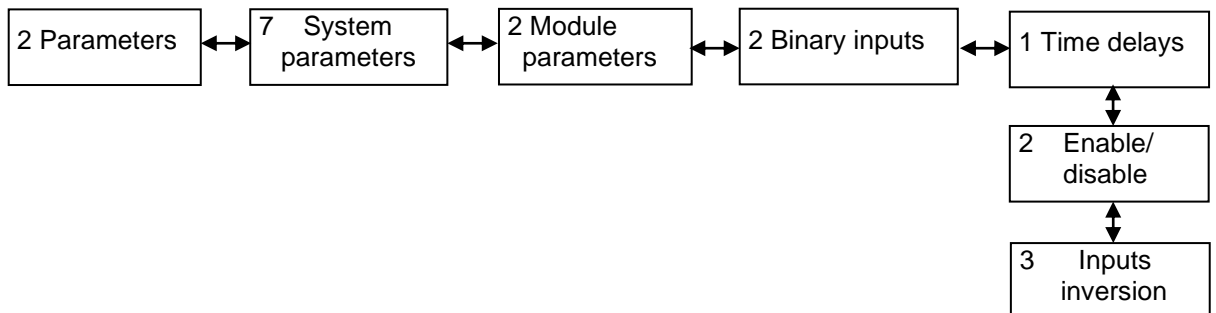 2 Parameters
7 System
parameters
2 Module
parameters
2 Binary inputs
1 Time delays
2 Enable/
disable
3 Inputs
inversion